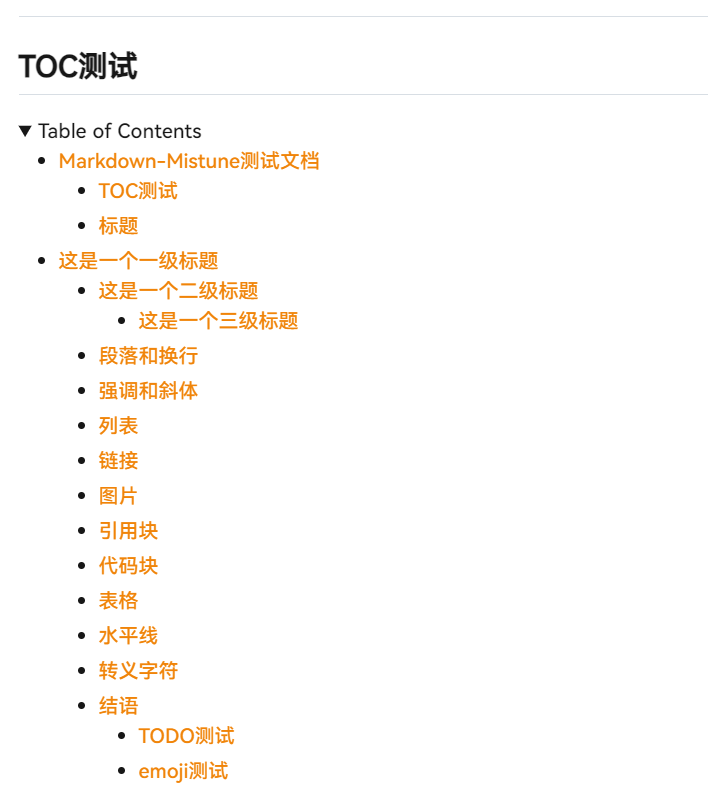 TOC测试
Table of Contents
Markdown-Mistune测试文档
TOC测试
标题
这是一个一级标题
这是一个二级标题
这是一个三级标题
段落和换行
强调和斜体
列表
链接
图片
引用块
代码块
表格
水平线
转义字符
结语
TODO测试
emoji测试